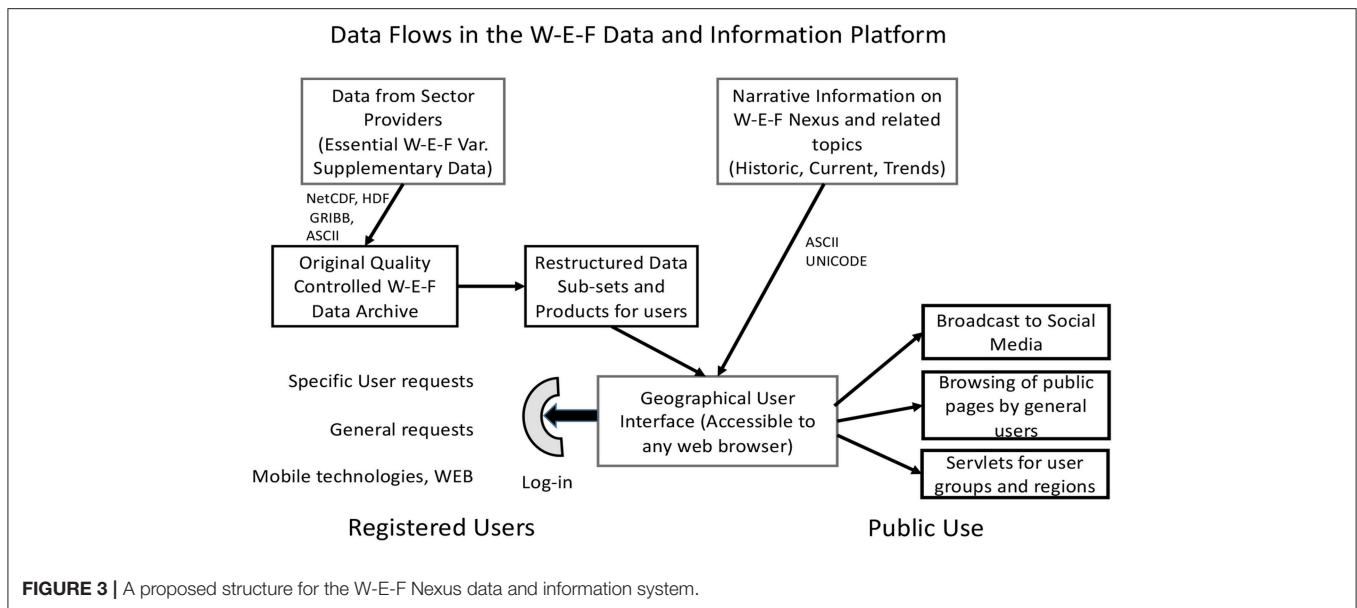 Data Flows in the W-E-F Data and Information Platform
Data from Sector
Providers
(Essential W-E-F Var.
Supplementary Data)
Narrative Information on
W-E-F Nexus and related
topics
(Historic, Current, Trends)
NetCDF, HDF
GRIBB,
ASCII
ASCII
UNICODE
Original Quality
Controlled W-E-F
Data Archive
Restructured Data
Sub-sets and
Products for users
Broadcast to Social
Media
Specific User requests
General requests
Mobile technologies, WEB
Log-in
Geographical User
Interface (Accessible to
any web browser)
Browsing of public
pages by general
users
Servlets for user
groups and regions
Registered Users
Public Use
FIGURE 3 | A proposed structure for the W-E-F Nexus data and information system.